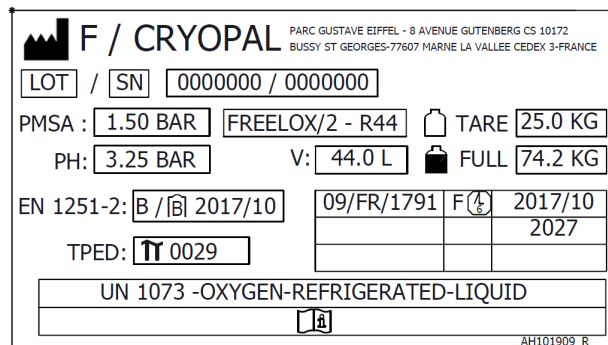 F / CRYOPAL PARC GUSTAVE EIFFEL - 8 AVENUE GUTENBERG CS 10172
BUSSY ST GEORGES-77607 MARNE LA VALLEE CEDEX 3-FRANCE
LOT / SN 0000000 / 0000000
PMSA : 1.50 BAR FREELOX/2 - R44 TARE 25.0 KG
PH: 3.25 BAR V: 44.0 L FULL 74.2 KG
EN 1251-2: B / B 2017/10 09/FR/1791 F 2017/10
2027
TPED: π 0029
UN 1073 -OXYGEN-REFRIGERATED-LIQUID
AH101909_R